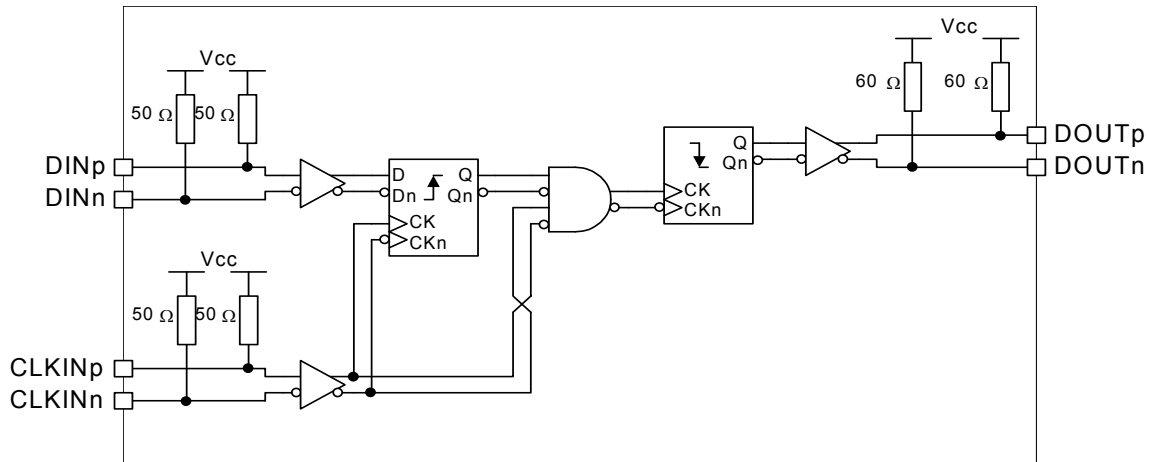 Vcc
50 Ω 50 Ω
DINp
DINn
D
Dn
Q
Qn
CK
CKn
Vcc
50 Ω 50 Ω
CLKINp
CLKINn
CK
CKn
Q
Qn
Vcc
60 Ω 60 Ω
DOUTp
DOUTn